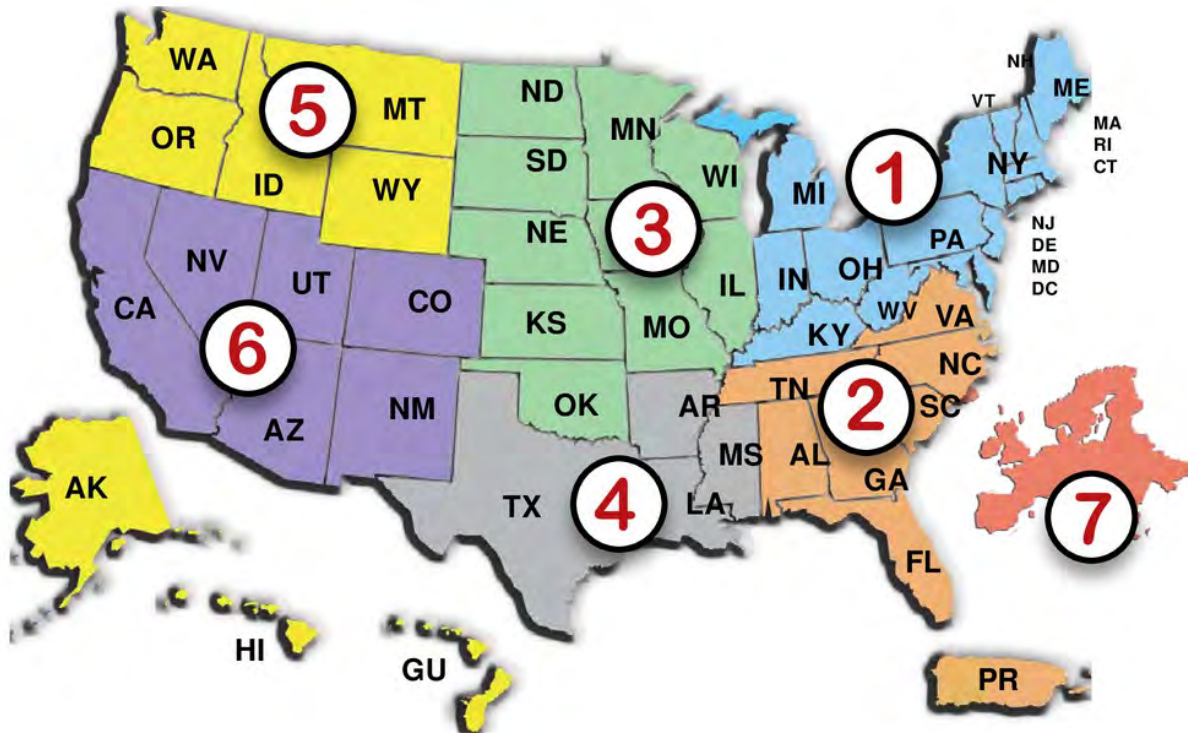 WA
MT
ND
MN
NH
ME
VT
OR
5
ID
WY
SD
WI
MI
1
NY
MA
RI
CT
NE
3
PA
NJ
DE
MD
DC
NV
UT
CO
KS
MO
IL
IN
OH
WV
VA
KY
CA
6
AZ
NM
OK
AR
TN
2
NC
SC
MS
AL
GA
AK
TX
4
LA
FL
7
HI
GU
PR